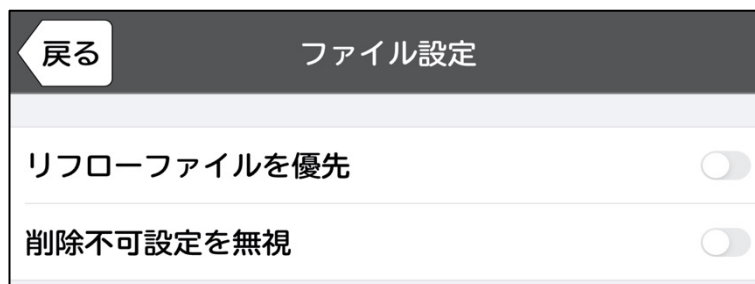 戻る
ファイル設定
リフローファイルを優先
削除不可設定を無視